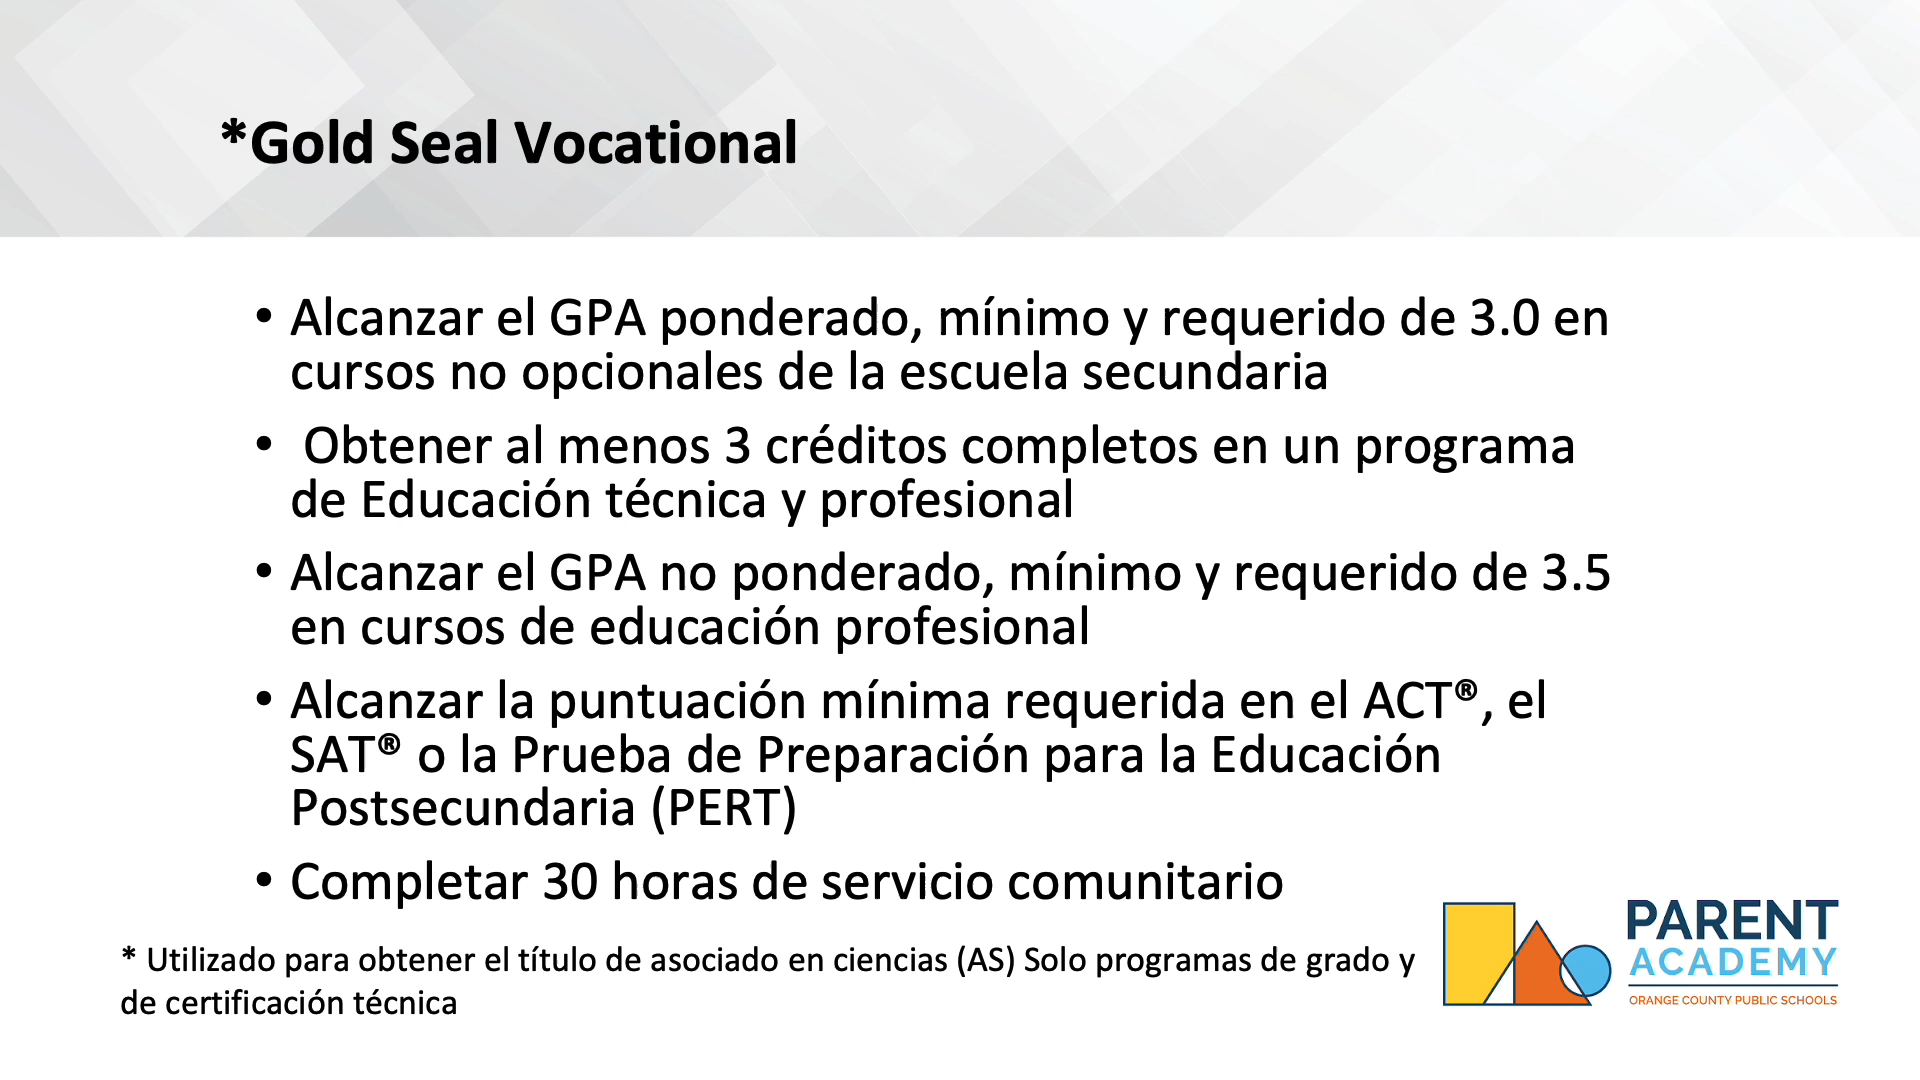 *Gold Seal Vocational
• Alcanzar el GPA ponderado, mínimo y requerido de 3.0 en
cursos no opcionales de la escuela secundaria
• Obtener al menos 3 créditos completos en un programa
de Educación técnica y profesional
• Alcanzar el GPA no ponderado, mínimo y requerido de 3.5
en cursos de educación profesional
• Alcanzar la puntuación mínima requerida en el ACT®, el
SAT® o la Prueba de Preparación para la Educación
Postsecundaria (PERT)
• Completar 30 horas de servicio comunitario
* Utilizado para obtener el título de asociado en ciencias (AS) Solo programas de grado y
de certificación técnica
PARENT
ACADEMY
ORANGE COUNTY PUBLIC SCHOOLS